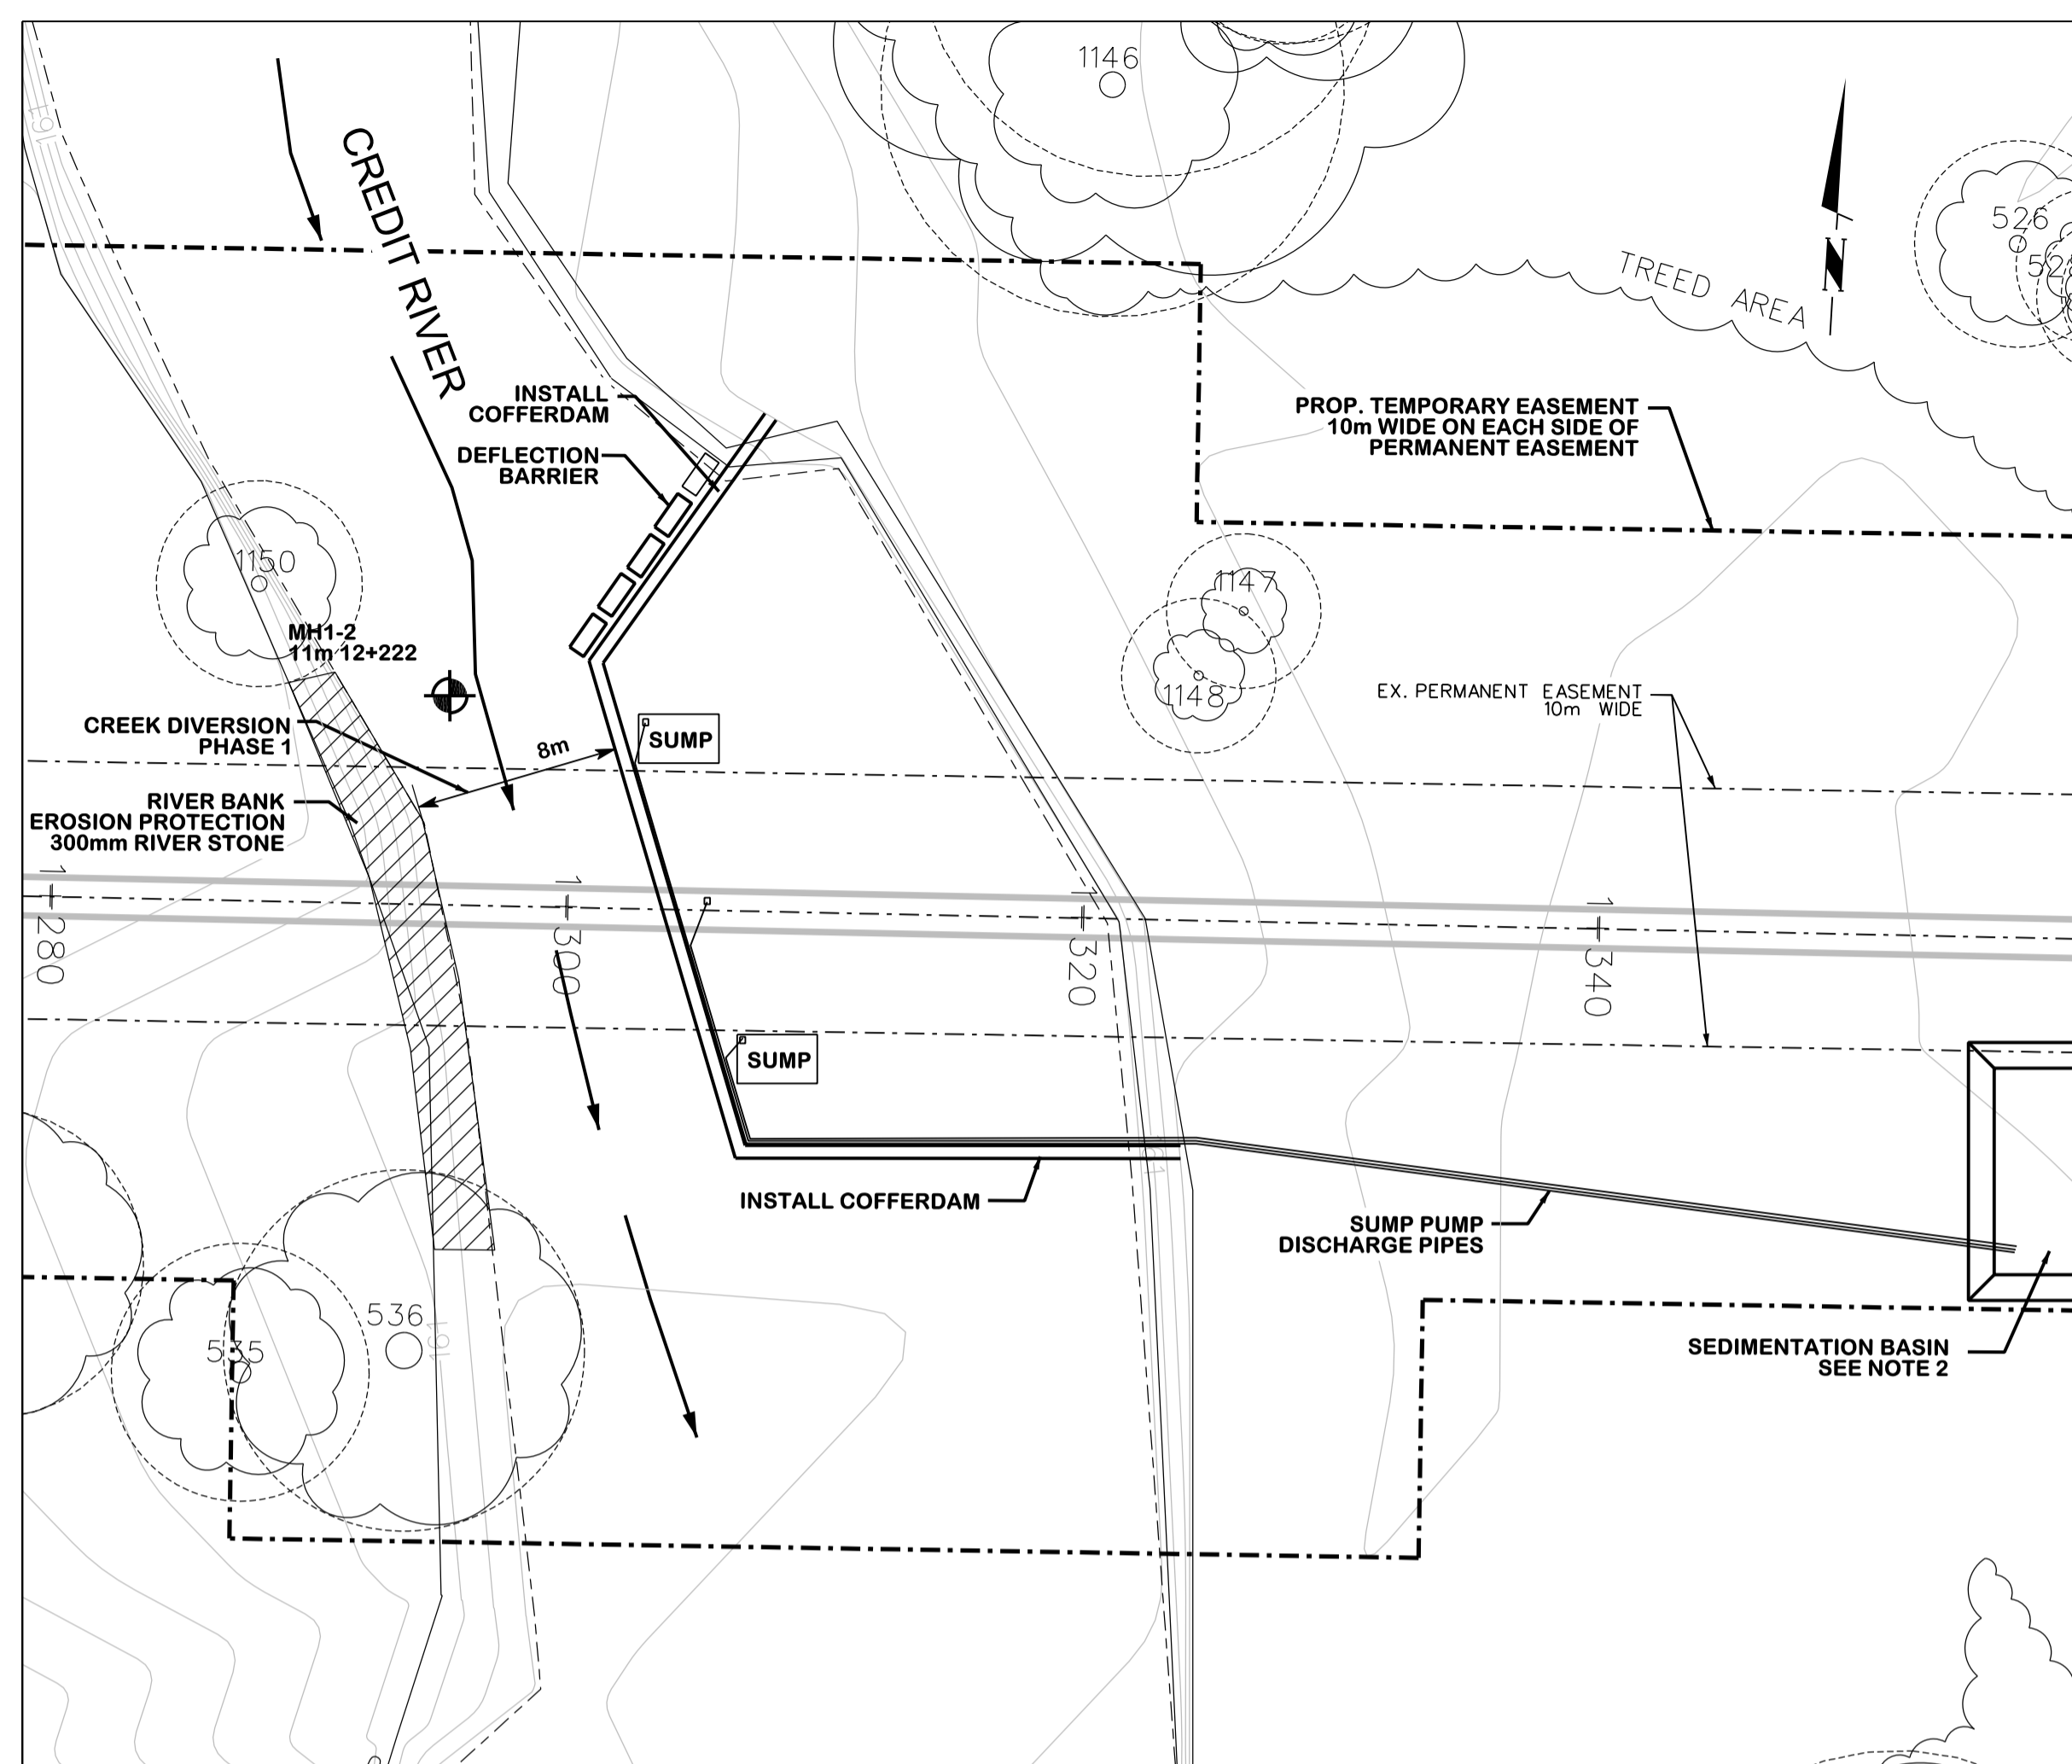 1146
161
CREDIT RIVER
N
526
TREED AREA
INSTALL
COFFERDAM
DEFLECTION
BARRIER
PROP. TEMPORARY EASEMENT
10m WIDE ON EACH SIDE OF
PERMANENT EASEMENT
1150
1147
1148
MH1-2
11m 12+222
EX. PERMANENT EASEMENT
10m WIDE
CREEK DIVERSION
PHASE 1
8m
SUMP
RIVER BANK
EROSION PROTECTION
300mm RIVER STONE
1+280
1+300
1+320
1+340
SUMP
INSTALL COFFERDAM
SUMP PUMP
DISCHARGE PIPES
161
536
535
SEDIMENTATION BASIN
SEE NOTE 2